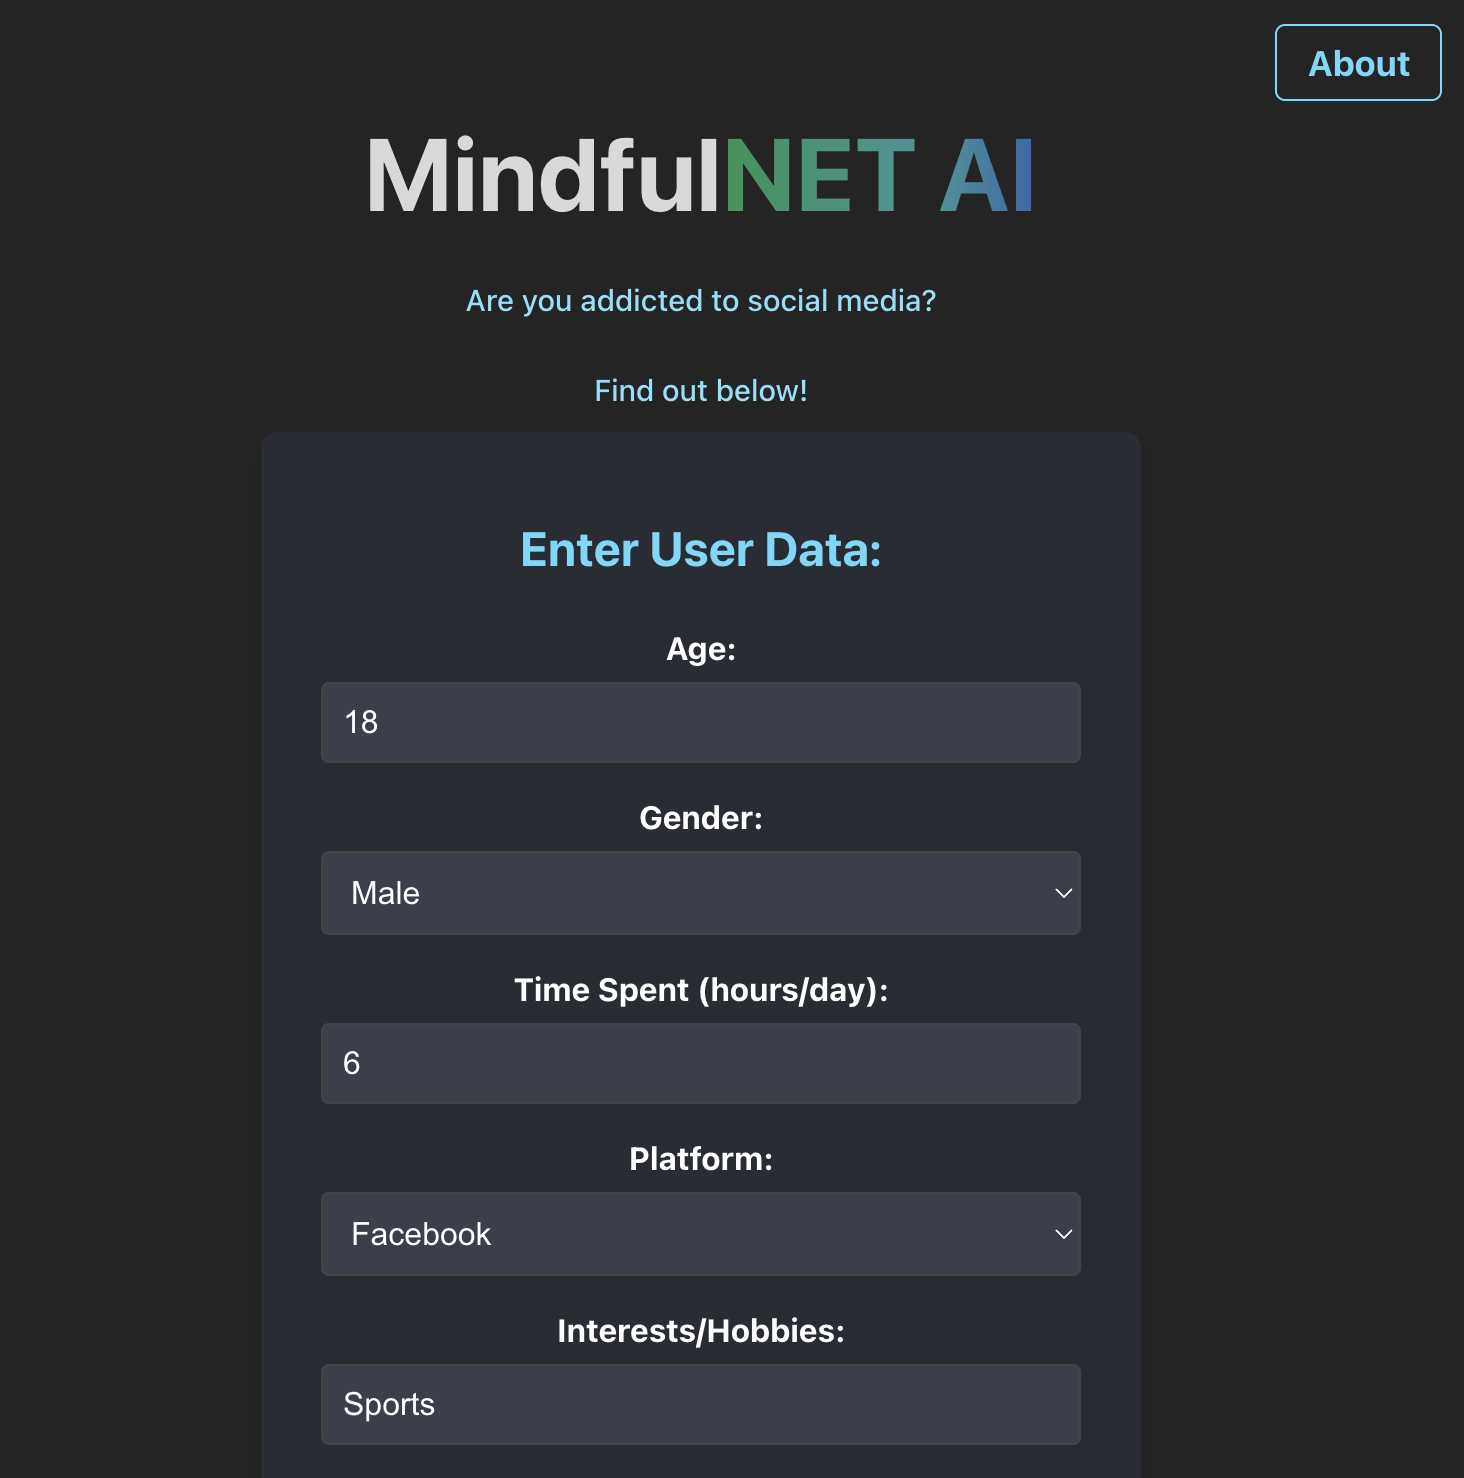 About
MindfulNET AI
Are you addicted to social media?
Find out below!
Enter User Data:
Age:
18
Gender:
Male
Time Spent (hours/day):
6
Platform:
Facebook
Interests/Hobbies:
Sports